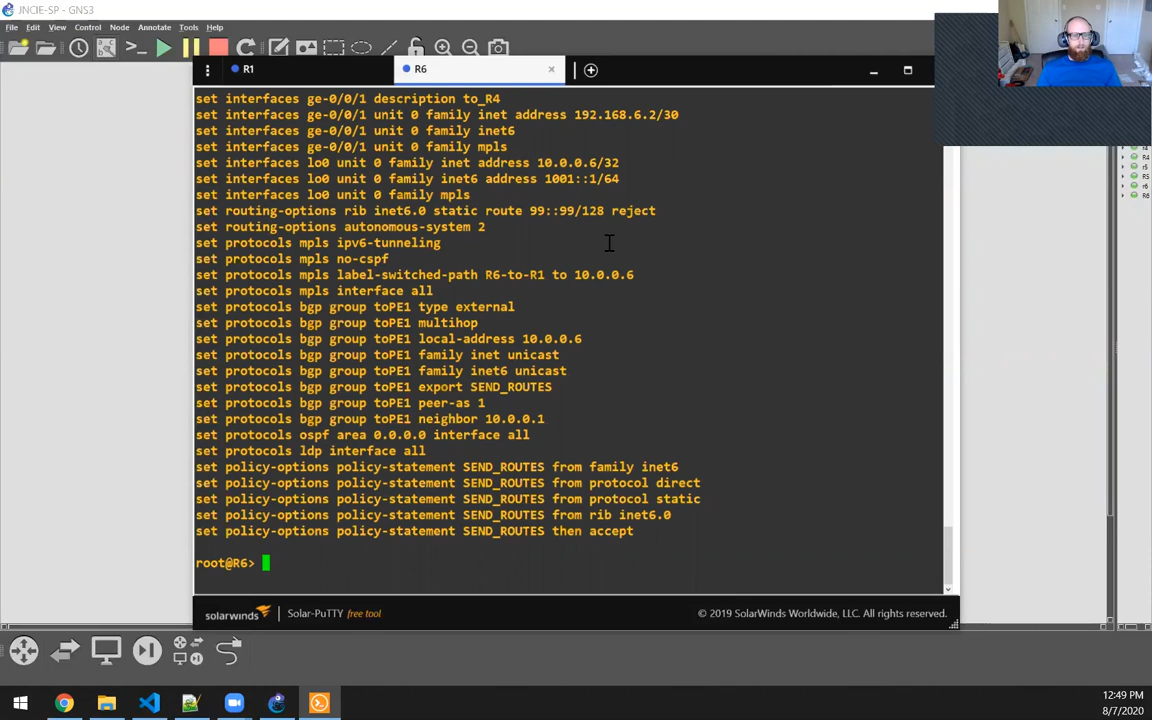 JNCIE-SP - GNS3
File Edit View Control Node Annotate Tools Help
R1
R6
set interfaces ge-0/0/1 description to_R4
set interfaces ge-0/0/1 unit 0 family inet address 192.168.6.2/30
set interfaces ge-0/0/1 unit 0 family inet6
set interfaces ge-0/0/1 unit 0 family mpls
set interfaces lo0 unit 0 family inet address 10.0.0.6/32
set interfaces lo0 unit 0 family inet6 address 1001::1/64
set interfaces lo0 unit 0 family mpls
set routing-options rib inet6.0 static route 99::99/128 reject
set routing-options autonomous-system 2
set protocols mpls ipv6-tunneling
set protocols mpls no-cspf
set protocols mpls label-switched-path R6-to-R1 to 10.0.0.6
set protocols mpls interface all
set protocols bgp group toPE1 type external
set protocols bgp group toPE1 multihop
set protocols bgp group toPE1 local-address 10.0.0.6
set protocols bgp group toPE1 family inet unicast
set protocols bgp group toPE1 family inet6 unicast
set protocols bgp group toPE1 export SEND_ROUTES
set protocols bgp group toPE1 peer-as 1
set protocols bgp group toPE1 neighbor 10.0.0.1
set protocols ospf area 0.0.0.0 interface all
set protocols ldp interface all
set policy-options policy-statement SEND_ROUTES from family inet6
set policy-options policy-statement SEND_ROUTES from protocol direct
set policy-options policy-statement SEND_ROUTES from protocol static
set policy-options policy-statement SEND_ROUTES from rib inet6.0
set policy-options policy-statement SEND_ROUTES then accept
root@R6>
r4
R4
r5
R5
r6
R6
solarwinds Solar-PuTTY free tool © 2019 SolarWinds Worldwide, LLC. All rights reserved.
12:49 PM
8/7/2020